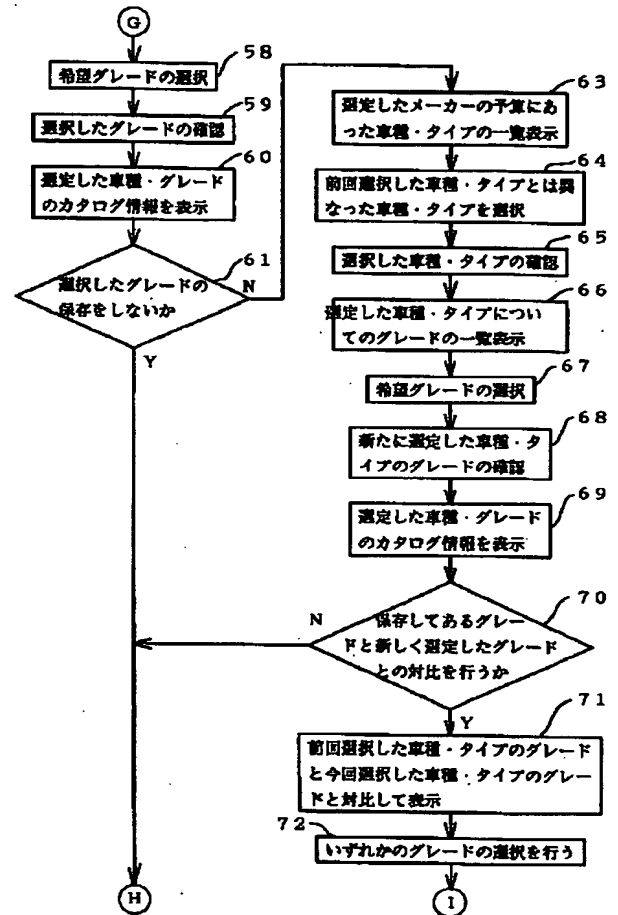 G
58
希望グレードの選択
59
選択したグレードの確認
60
選定した車種・グレード
のカタログ情報を表示
61
選択したグレードの
保存をしないか
N
Y
H
63
選定したメーカーの予算にあ
った車種・タイプの一覧表示
64
前回選択した車種・タイプとは異
なった車種・タイプを選択
65
選択した車種・タイプの確認
66
選定した車種・タイプについ
てのグレードの一覧表示
67
希望グレードの選択
68
新たに選定した車種・タ
イプのグレードの確認
69
選定した車種・グレード
のカタログ情報を表示
70
保存してあるグレー
ドと新しく選定したグレード
との対比を行うか
N
Y
71
前回選択した車種・タイプのグレード
と今回選択した車種・タイプのグレー
ドと対比して表示
72
いずれかのグレードの選択を行う
I